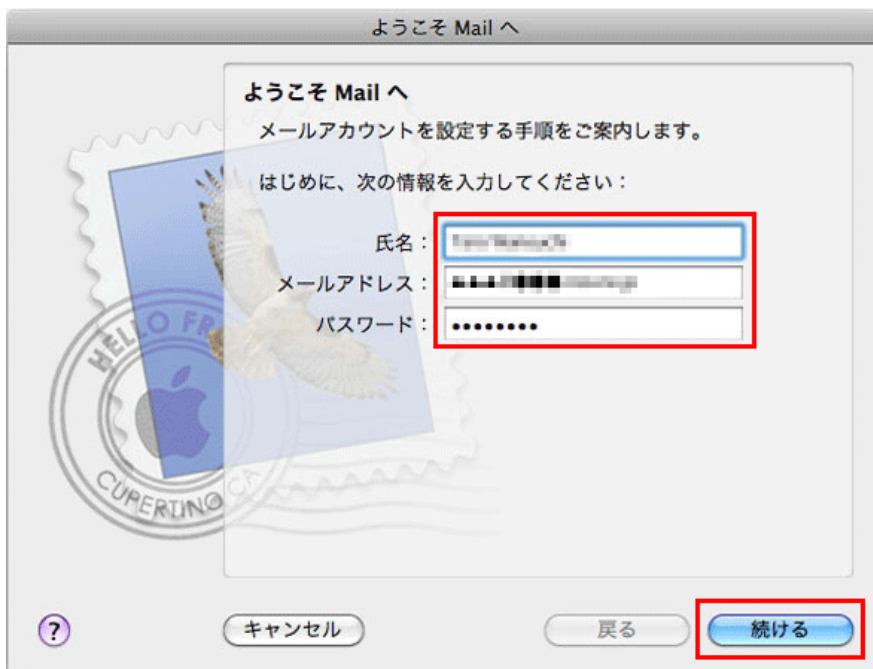 ようこそ Mail へ
ようこそ Mail へ
メールアカウントを設定する手順をご案内します。
はじめに、次の情報を入力してください：
氏名：
メールアドレス：
パスワード： ••••••••
HELLO FR
CUPERTINO CA
?
キャンセル
戻る
続ける